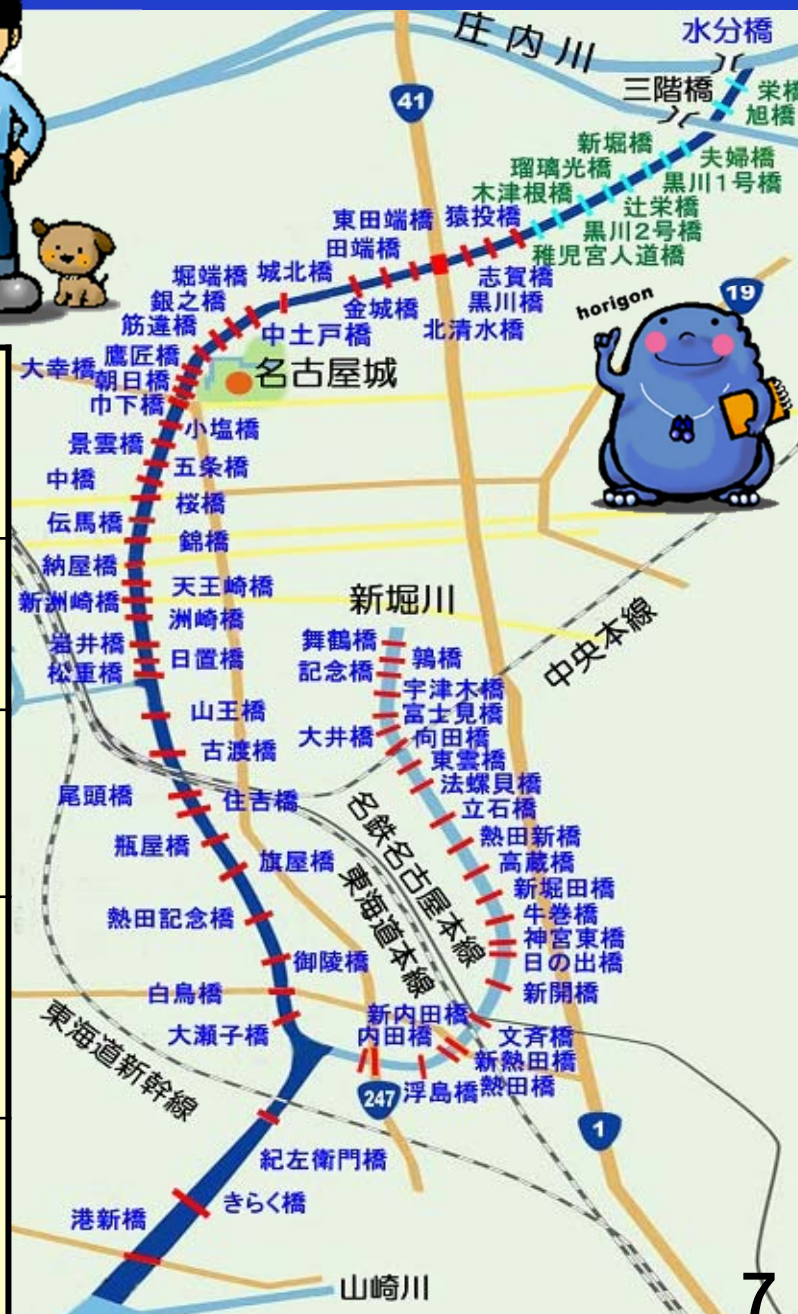 庄内川
水分橋
三階橋
栄橋
旭橋
41
新堀橋
夫婦橋
瑠璃光橋
黒川1号橋
木津根橋
辻栄橋
東田端橋
猿投橋
黒川2号橋
田端橋
稚児宮人道橋
堀端橋
城北橋
志賀橋
銀之橋
金城橋
黒川橋
19
筋違橋
中土戸橋
北清水橋
horigon
鷹匠橋
大幸橋
朝日橋
名古屋城
巾下橋
小塩橋
景雲橋
五条橋
中橋
桜橋
伝馬橋
錦橋
納屋橋
天王崎橋
新洲崎橋
新堀川
洲崎橋
中央本線
岩井橋
舞鶴橋
日置橋
鶉橋
松重橋
記念橋
宇津木橋
山王橋
富士見橋
大井橋
向田橋
古渡橋
東雲橋
法螺貝橋
尾頭橋
住吉橋
立石橋
名鉄名古屋本線
熱田新橋
瓶屋橋
旗屋橋
高蔵橋
東海道本線
新堀田橋
熱田記念橋
牛巻橋
神宮東橋
御陵橋
日の出橋
白鳥橋
新開橋
東海道新幹線
新内田橋
大瀬子橋
内田橋
文斉橋
新熱田橋
247
浮島橋
熱田橋
1
紀左衛門橋
きらく橋
港新橋
山崎川
7